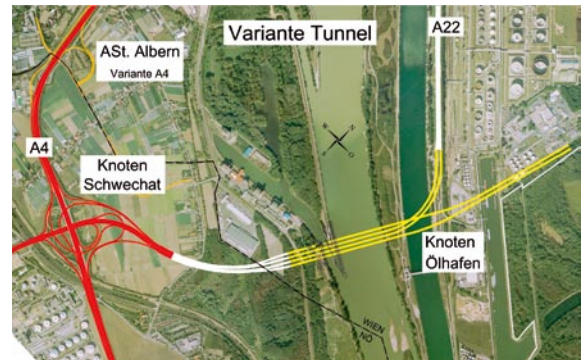 ASt. Albern
Variante A4
Variante Tunnel
A22
A4
Knoten
Schwechat
Knoten
Ölhafen
WIEN
NÖ